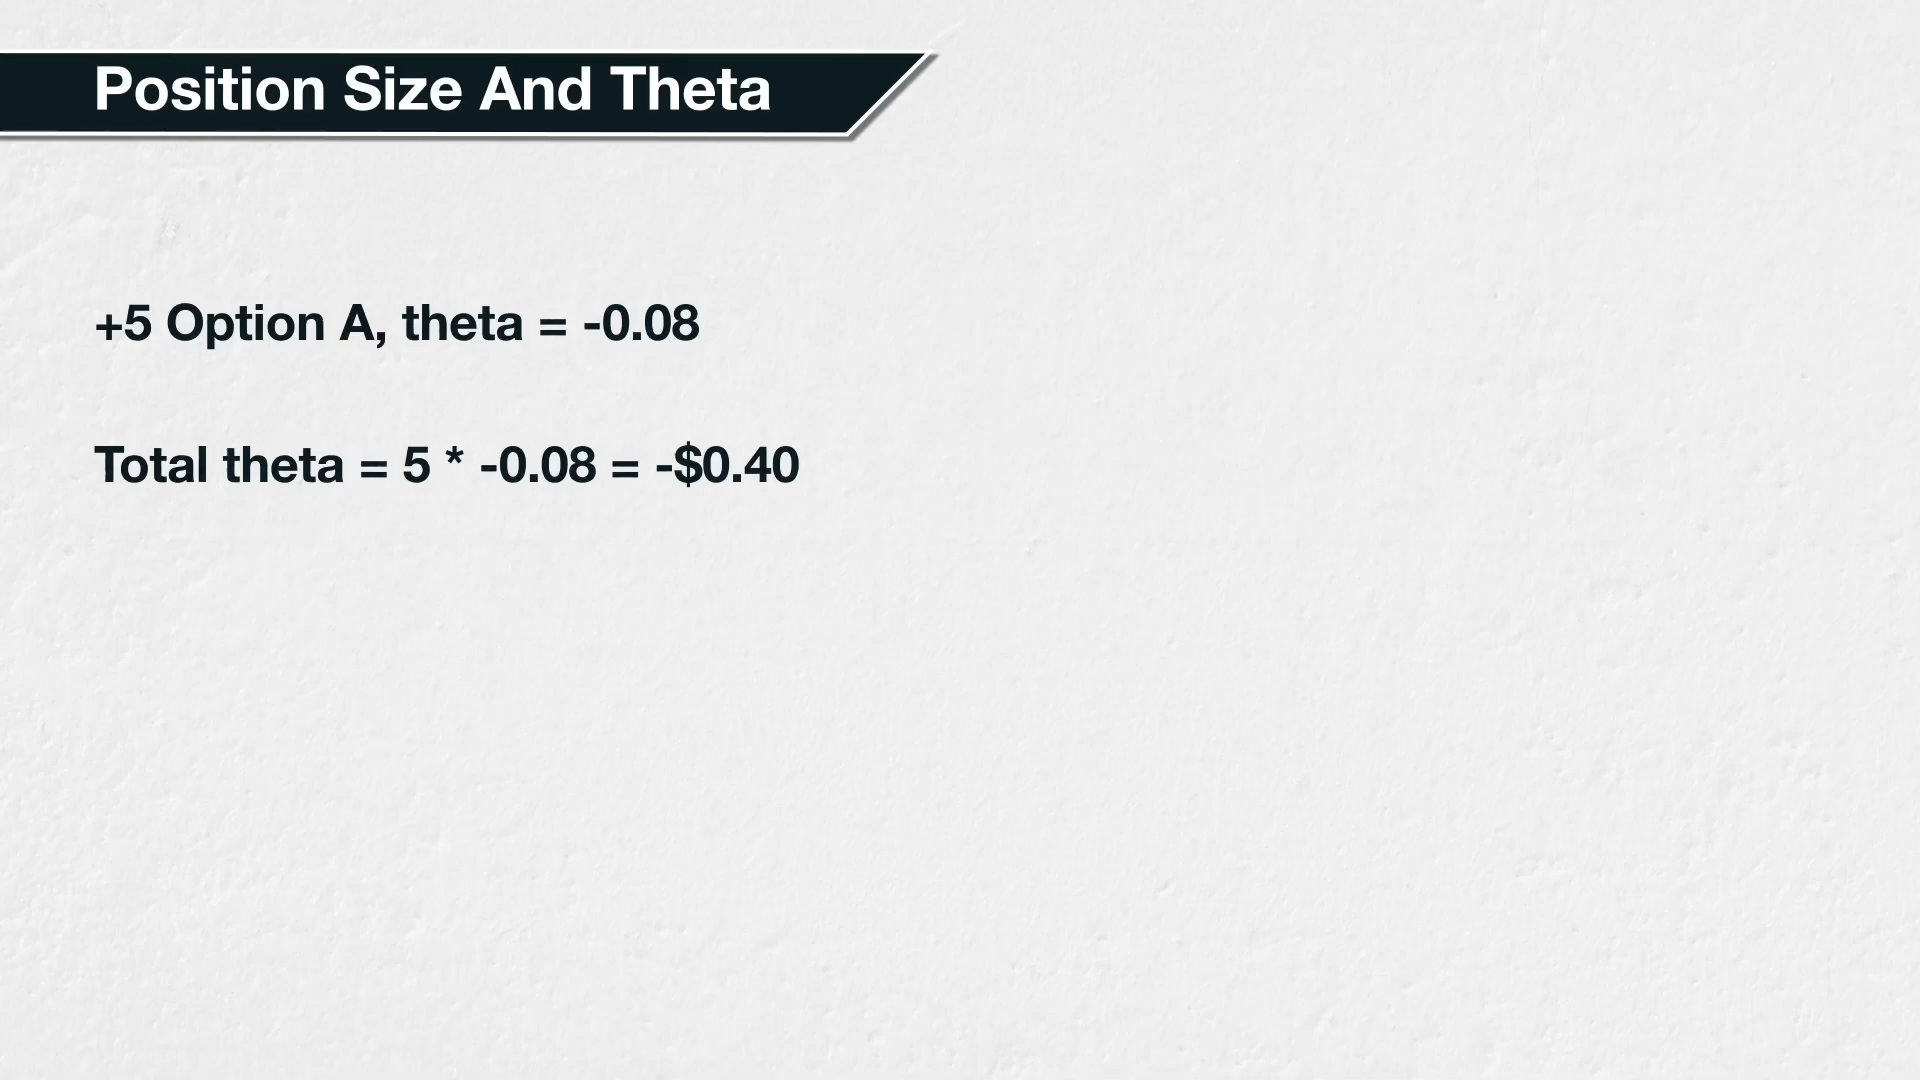 Position Size And Theta
+5 Option A, theta = -0.08
Total theta = 5 * -0.08 = -$0.40